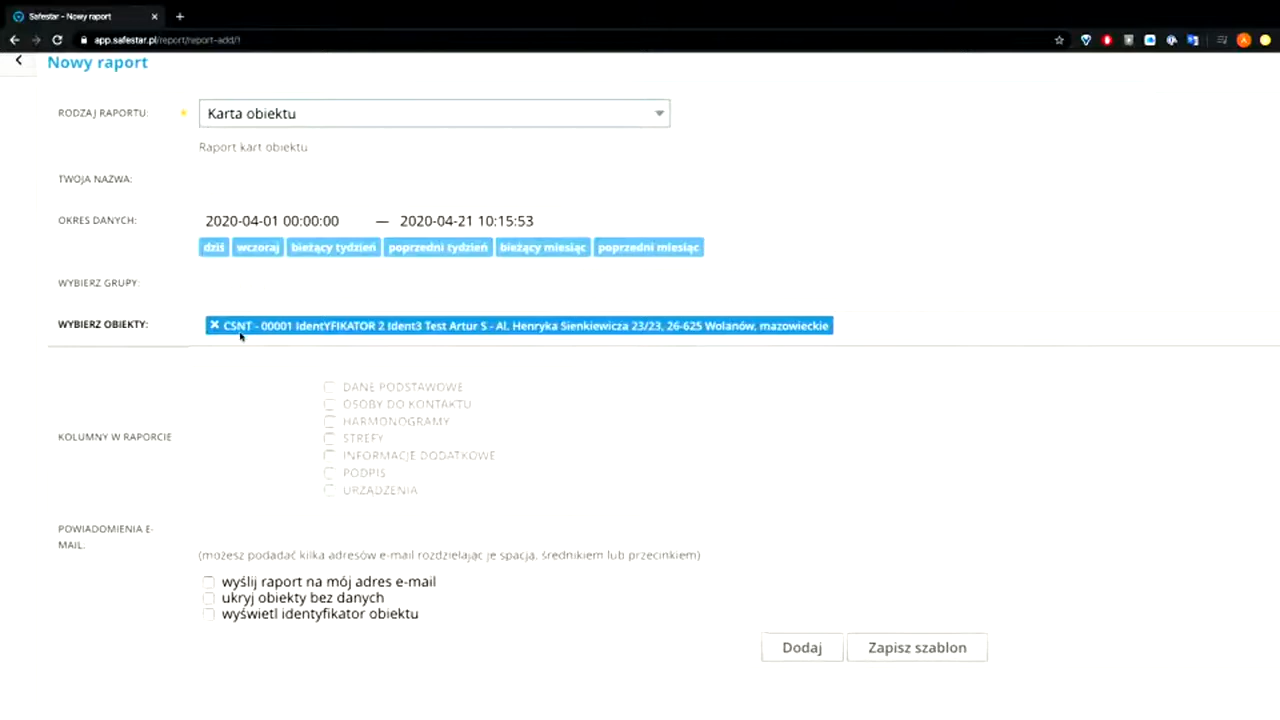 Safestar - Nowy raport
app.safestar.pl/report/report-add/1
Nowy raport
RODZAJ RAPORTU:
Karta obiektu
Raport kart obiektu
TWOJA NAZWA:
OKRES DANYCH:
2020-04-01 00:00:00 — 2020-04-21 10:15:53
dziś wczoraj bieżący tydzień poprzedni tydzień bieżący miesiąc poprzedni miesiąc
WYBIERZ GRUPY:
WYBIERZ OBIEKTY:
× CSNT - 00001 IdentYFIKATOR 2 Ident3 Test Artur S - Al. Henryka Sienkiewicza 23/23, 26-625 Wolanów, mazowieckie
KOLUMNY W RAPORCIE
DANE PODSTAWOWE
OSOBY DO KONTAKTU
HARMONOGRAMY
STREFY
INFORMACJE DODATKOWE
PODPIS
URZĄDZENIA
POWIADOMIENIA E-
MAIL:
(możesz podadać kilka adresów e-mail rozdzielając je spacją, średnikiem lub przecinkiem)
wyślij raport na mój adres e-mail
ukryj obiekty bez danych
wyświetl identyfikator obiektu
Dodaj
Zapisz szablon